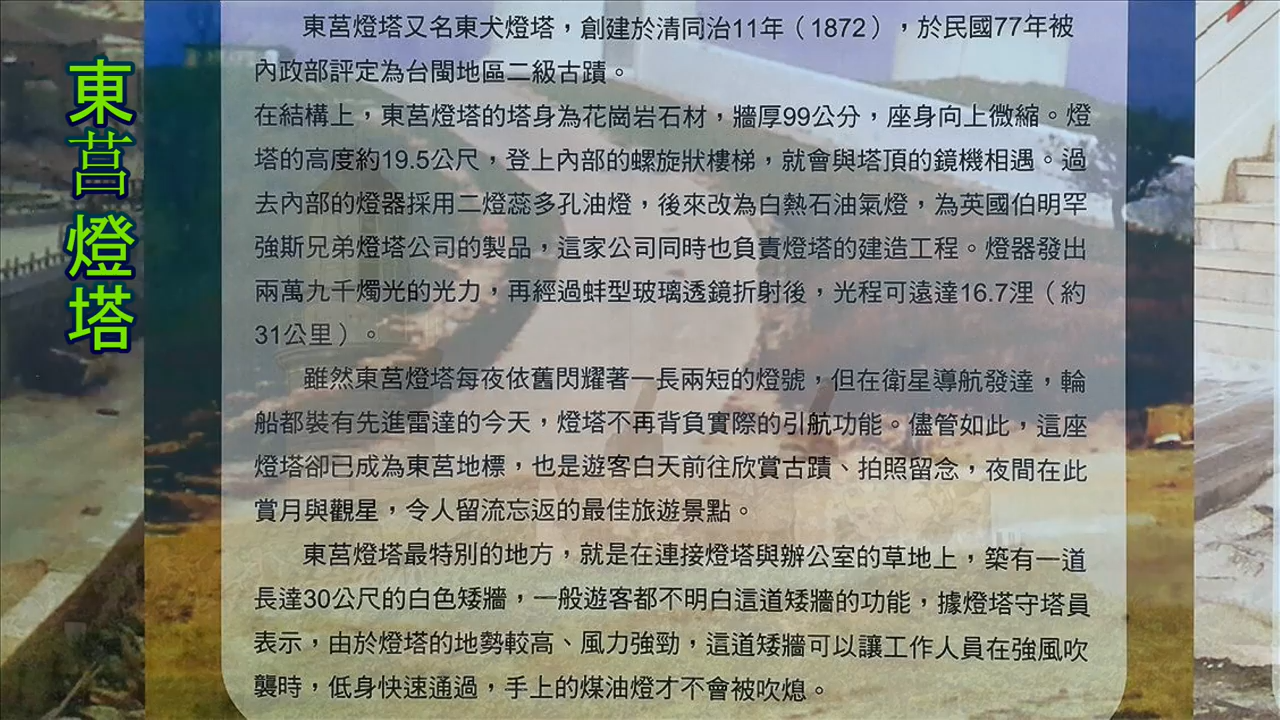 東莒燈塔
東莒燈塔又名東犬燈塔，創建於清同治11年（1872），於民國77年被
內政部評定為台閩地區二級古蹟。
在結構上，東莒燈塔的塔身為花崗岩石材，牆厚99公分，座身向上微縮。燈
塔的高度約19.5公尺，登上內部的螺旋狀樓梯，就會與塔頂的鏡機相遇。過
去內部的燈器採用二燈蕊多孔油燈，後來改為白熱石油氣燈，為英國伯明罕
強斯兄弟燈塔公司的製品，這家公司同時也負責燈塔的建造工程。燈器發出
兩萬九千燭光的光力，再經過蚌型玻璃透鏡折射後，光程可遠達16.7浬（約
31公里）。
雖然東莒燈塔每夜依舊閃耀著一長兩短的燈號，但在衛星導航發達，輪
船都裝有先進雷達的今天，燈塔不再背負實際的引航功能。儘管如此，這座
燈塔卻已成為東莒地標，也是遊客白天前往欣賞古蹟、拍照留念，夜間在此
賞月與觀星，令人留流忘返的最佳旅遊景點。
東莒燈塔最特別的地方，就是在連接燈塔與辦公室的草地上，築有一道
長達30公尺的白色矮牆，一般遊客都不明白這道矮牆的功能，據燈塔守塔員
表示，由於燈塔的地勢較高、風力強勁，這道矮牆可以讓工作人員在強風吹
襲時，低身快速通過，手上的煤油燈才不會被吹熄。